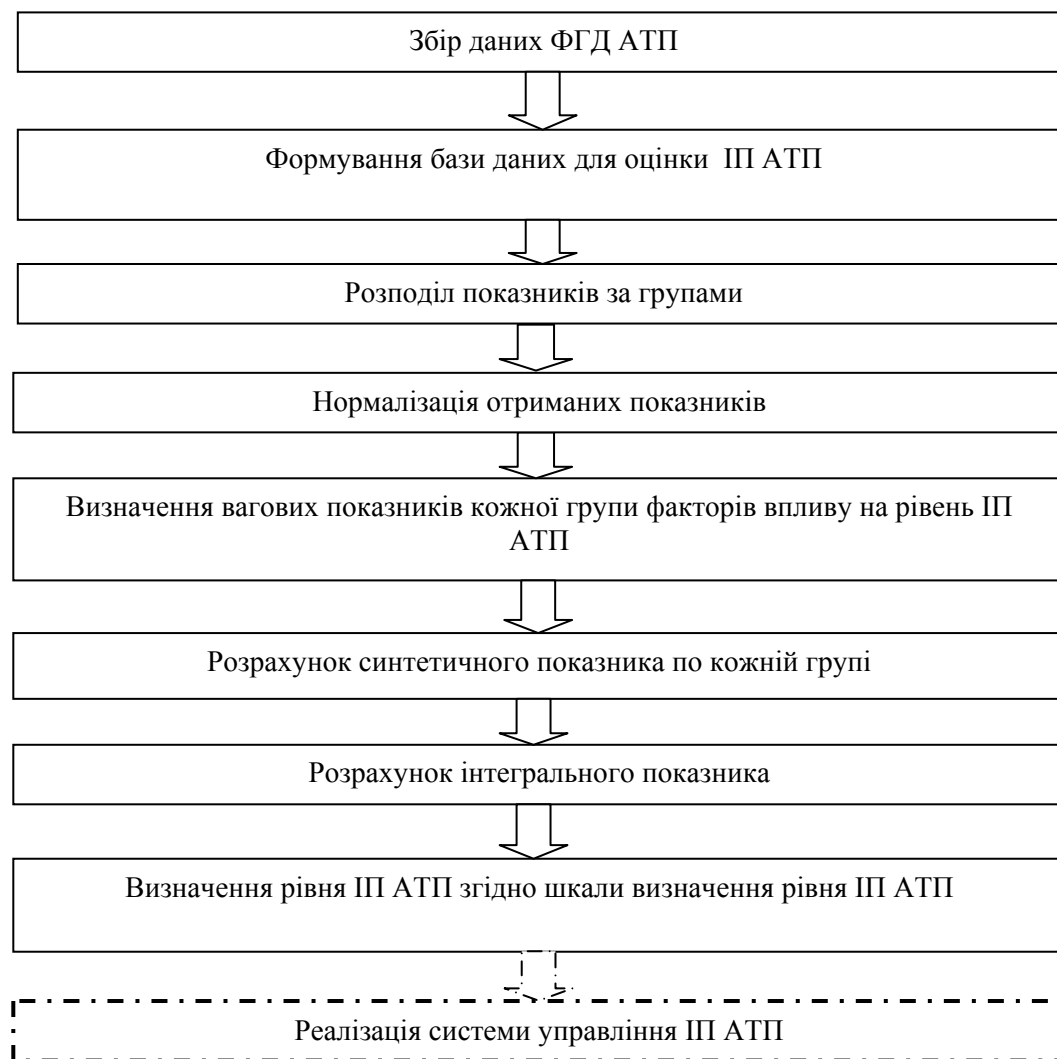 Збір даних ФГД АТП
Формування бази даних для оцінки ІП АТП
Розподіл показників за групами
Нормалізація отриманих показників
Визначення вагових показників кожної групи факторів впливу на рівень ІП
АТП
Розрахунок синтетичного показника по кожній групі
Розрахунок інтегрального показника
Визначення рівня ІП АТП згідно шкали визначення рівня ІП АТП
Реалізація системи управління ІП АТП